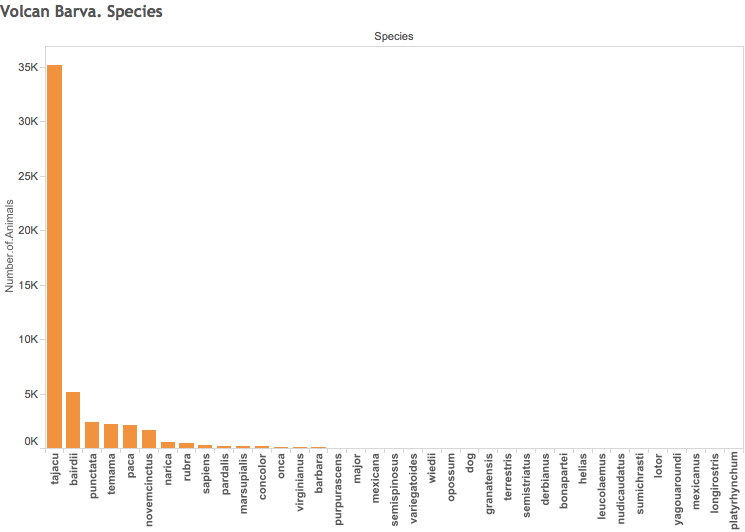 Volcan Barva. Species
Species
Number.of.Animals
35K
30K
25K
20K
15K
10K
5K
0K
tajacu
bairdii
punctata
temama
paca
novemcinctus
narica
rubra
sapiens
pardalis
marsupialis
concolor
onca
virginianus
barbara
purpurascens
major
mexicana
semispinosus
variegatoides
wiedii
opossum
dog
granatensis
terrestris
semistriatus
derbianus
bonapartei
helias
leucolaemus
nudicaudatus
sumichrasti
lotor
yagouaroundi
mexicanus
longirostris
platyrhynchum